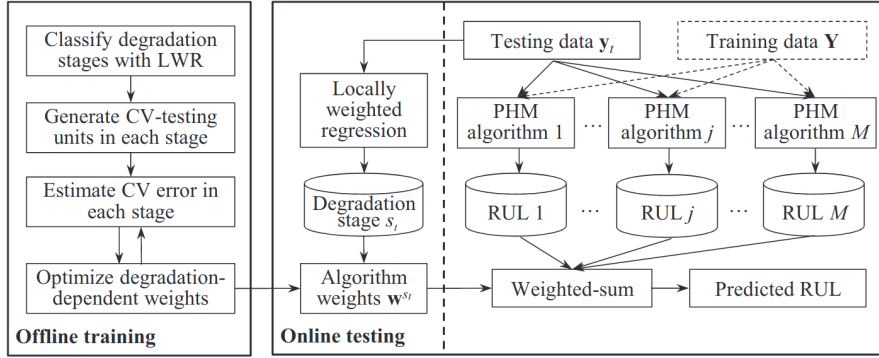 Classify degradation
stages with LWR
Generate CV-testing
units in each stage
Estimate CV error in
each stage
Optimize degradation-
dependent weights
Offline training
Testing data y_t
Training data Y
Locally
weighted
regression
Degradation
stage s_t
Algorithm
weights w^{s_t}
Online testing
PHM
algorithm 1
...
PHM
algorithm j
...
PHM
algorithm M
RUL 1
...
RUL j
...
RUL M
Weighted-sum
Predicted RUL